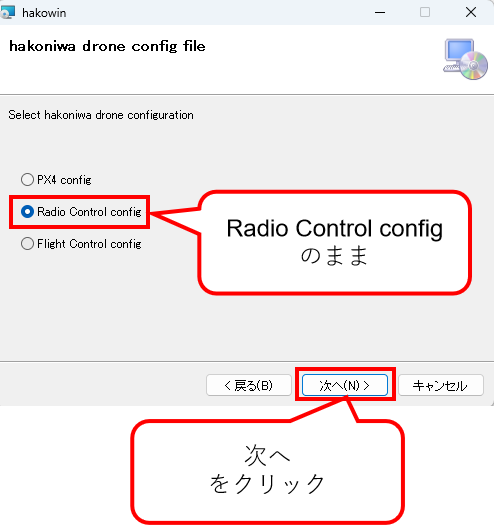 hakowin
hakoniwa drone config file
Select hakoniwa drone configuration
PX4 config
Radio Control config
Flight Control config
Radio Control config
のまま
< 戻る(B)
次へ(N) >
キャンセル
次へ
をクリック